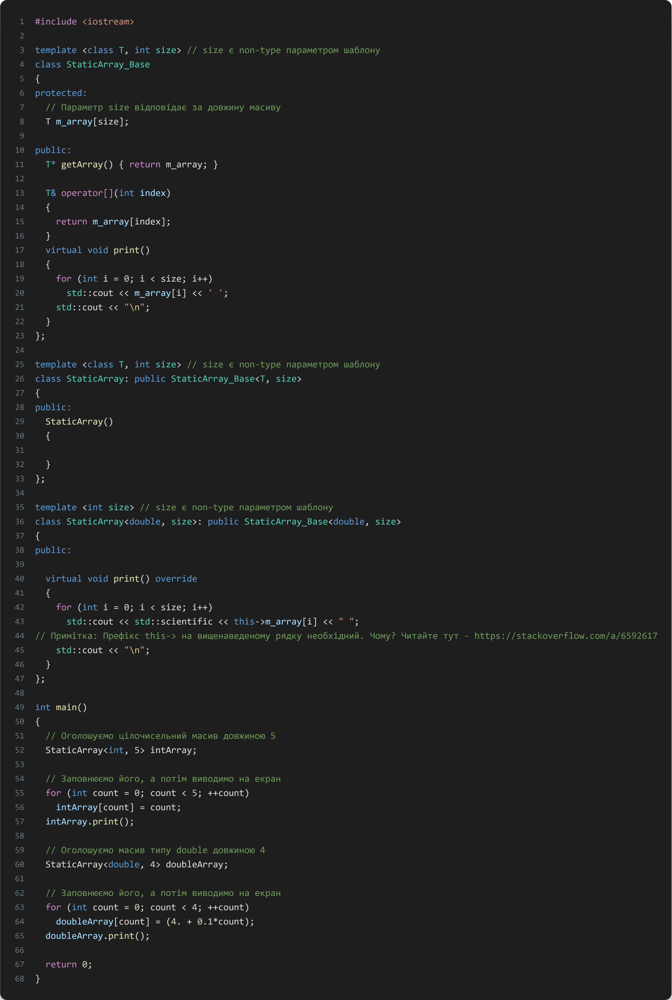 1 #include <iostream>
2
3 template <class T, int size> // size є non-type параметром шаблону
4 class StaticArray_Base
5 {
6 protected:
7   // Параметр size відповідає за довжину масиву
8   T m_array[size];
9
10 public:
11   T* getArray() { return m_array; }
12
13   T& operator[](int index)
14   {
15     return m_array[index];
16   }
17   virtual void print()
18   {
19     for (int i = 0; i < size; i++)
20       std::cout << m_array[i] << ' ';
21     std::cout << "\n";
22   }
23 };
24
25 template <class T, int size> // size є non-type параметром шаблону
26 class StaticArray: public StaticArray_Base<T, size>
27 {
28 public:
29   StaticArray()
30   {
31
32   }
33 };
34
35 template <int size> // size є non-type параметром шаблону
36 class StaticArray<double, size>: public StaticArray_Base<double, size>
37 {
38 public:
39
40   virtual void print() override
41   {
42     for (int i = 0; i < size; i++)
43       std::cout << std::scientific << this->m_array[i] << " ";
44 // Примітка: Префікс this-> на вищенаведеному рядку необхідний. Чому? Читайте тут - https://stackoverflow.com/a/6592617
45     std::cout << "\n";
46   }
47 };
48
49 int main()
50 {
51   // Оголошуємо цілочисельний масив довжиною 5
52   StaticArray<int, 5> intArray;
53
54   // Заповнюємо його, а потім виводимо на екран
55   for (int count = 0; count < 5; ++count)
56     intArray[count] = count;
57   intArray.print();
58
59   // Оголошуємо масив типу double довжиною 4
60   StaticArray<double, 4> doubleArray;
61
62   // Заповнюємо його, а потім виводимо на екран
63   for (int count = 0; count < 4; ++count)
64     doubleArray[count] = (4. + 0.1*count);
65   doubleArray.print();
66
67   return 0;
68 }